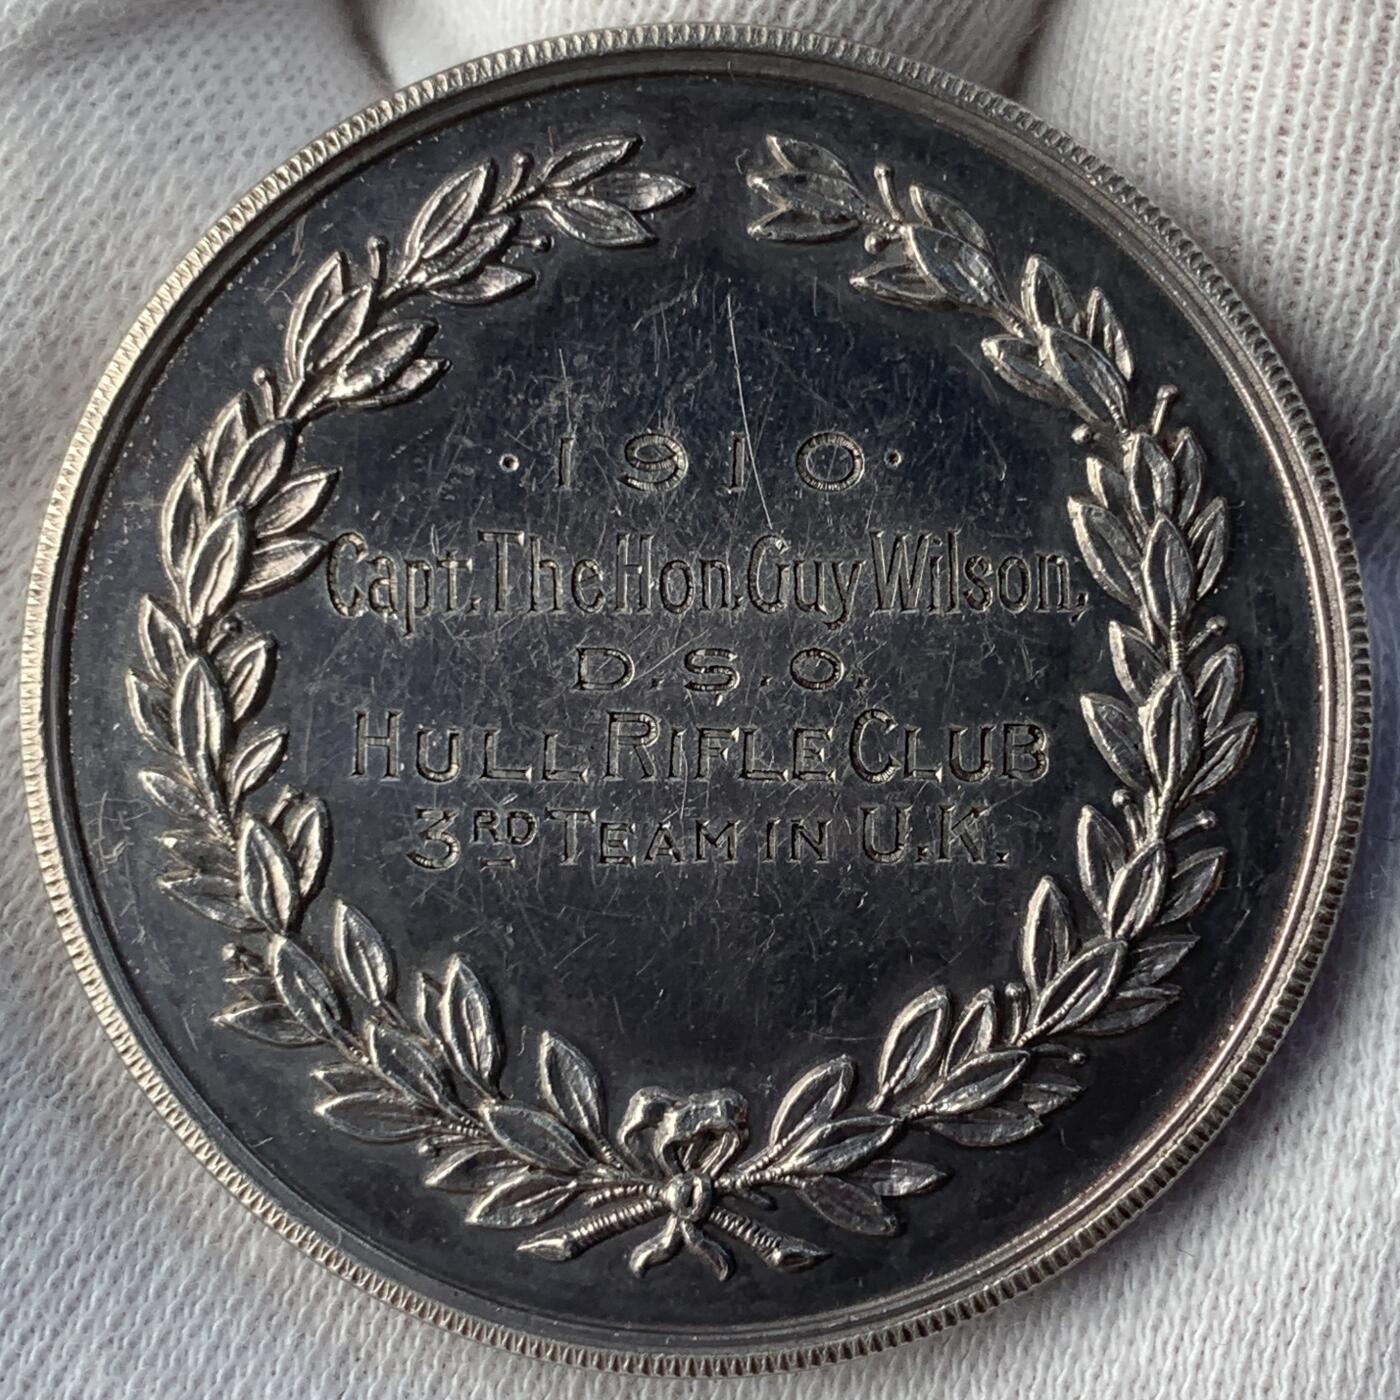 · 1910 ·
Capt. The Hon. Guy Wilson,
D.S.O.
HULL RIFLE CLUB
3RD TEAM IN U.K.